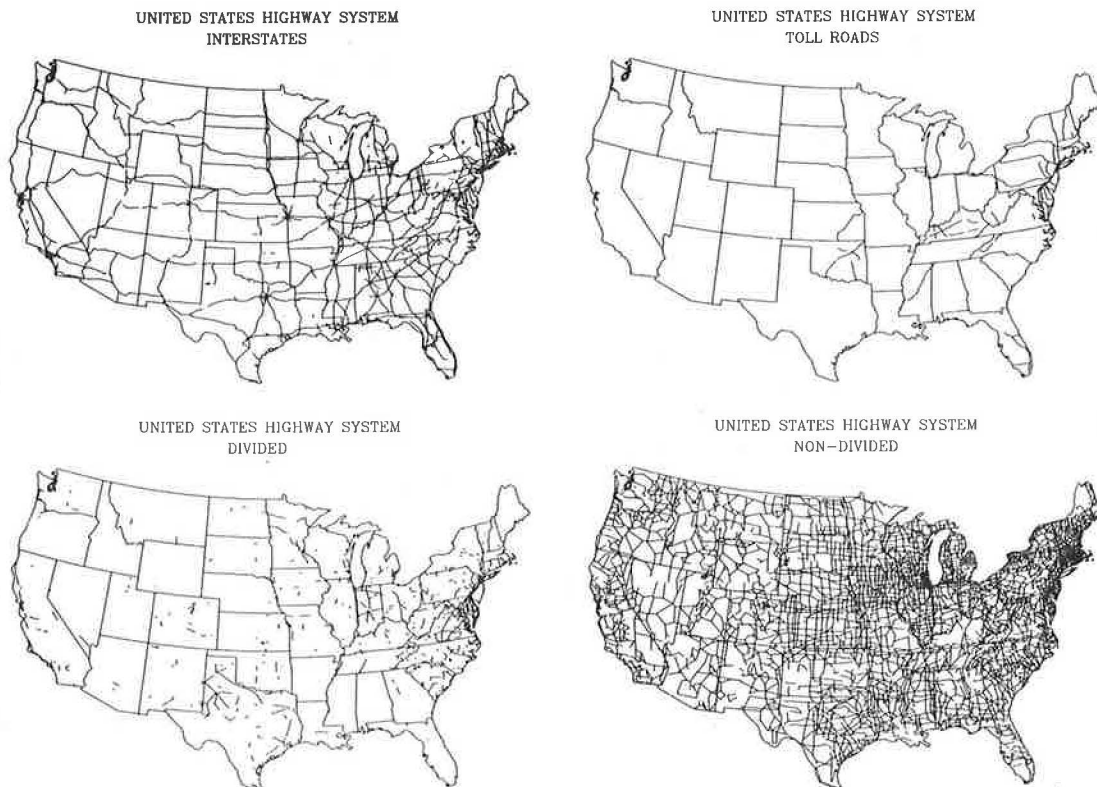 UNITED STATES HIGHWAY SYSTEM
INTERSTATES
UNITED STATES HIGHWAY SYSTEM
TOLL ROADS
UNITED STATES HIGHWAY SYSTEM
DIVIDED
UNITED STATES HIGHWAY SYSTEM
NON-DIVIDED